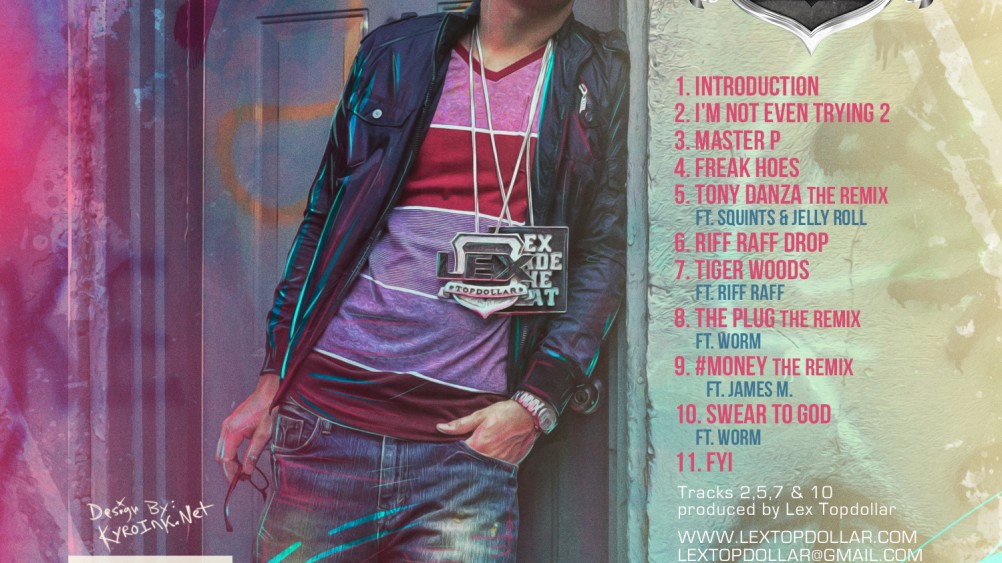 1. INTRODUCTION
2. I'M NOT EVEN TRYING 2
3. MASTER P
4. FREAK HOES
5. TONY DANZA THE REMIX
FT. SQUINTS & JELLY ROLL
6. RIFF RAFF DROP
7. TIGER WOODS
FT. RIFF RAFF
8. THE PLUG THE REMIX
FT. WORM
9. #MONEY THE REMIX
FT. JAMES M.
10. SWEAR TO GOD
FT. WORM
11. FYI
Tracks 2,5,7 & 10
produced by Lex Topdollar
WWW.LEXTOPDOLLAR.COM
LEXTOPDOLLAR@GMAIL.COM
LEX
TOPDOLLAR
Design By:
KYROINK.Net